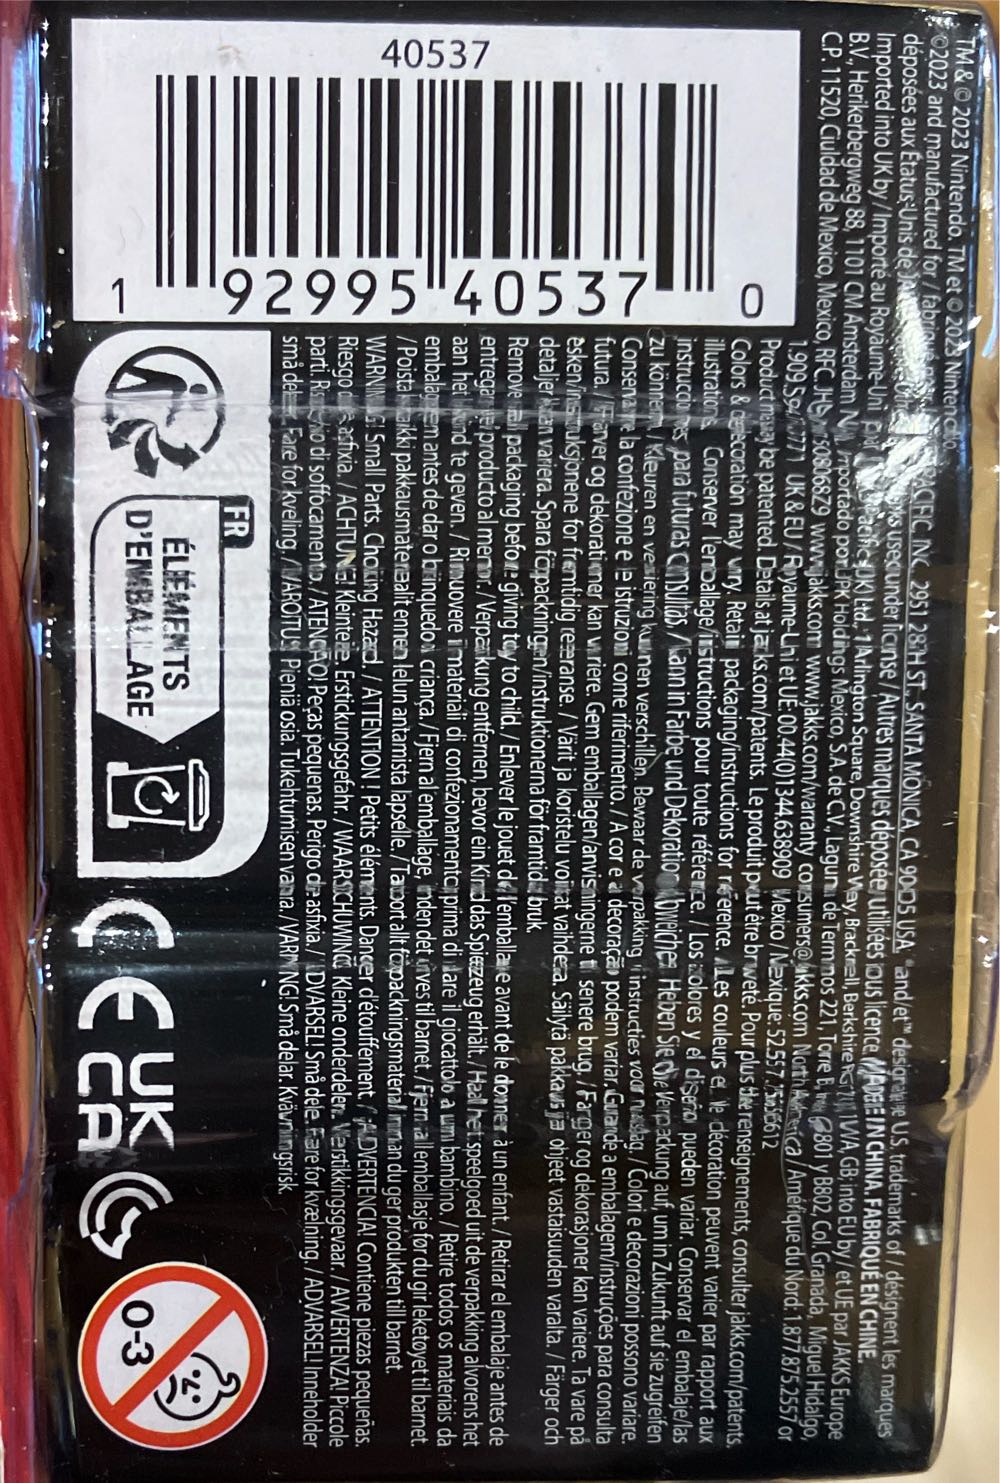 TM & © 2023 Nintendo. TM et © 2023 Nintendo.
©2023 and manufactured for / fabriqué PACIFIC, INC. 2951 28TH ST., SANTA MONICA, CA 90405 USA. ® and/et ™ designate U.S. trademarks of / désignent les marques
déposées aux États-Unis de used under license / Autres marques déposées utilisées sous licence. MADE IN CHINA. FABRIQUÉ EN CHINE.
Imported into UK by / Importé au Royaume-Uni par (UK) Ltd., 1 Arlington Square, Downshire Way, Bracknell, Berkshire 1WA, GB; into EU by / et UE par / JAKKS Europe
B.V., Herikerbergweg 88, 1101 CM Amsterdam Importado por JPK Holdings Mexico, S.A. de C.V., Laguna de Terminos 221, Torre B, B801 y B802, Col. Granada, Miguel Hidalgo,
C.P. 11520, Ciuldad de Mexico, Mexico, RFC. www.jakks.com www.jakks.com/warranty consumers@jakks.com North America / Amérique du Nord: 1.877.875.2557 or
1.909.594.7771 UK & EU / Royaume-Uni et UE: 00.44(0)1344638909 Mexico / Mexique: 52.557.
Product may be patented. Details at jakks.com/patents. Le produit peut être breveté. Pour plus de renseignements, consulter jakks.com/patents.
Colors & decoration may vary. Retain packaging/instructions for reference. / Les couleurs et le décoration peuvent varier par rapport aux
illustrations. Conserver l'emballage/instructions pour toute référence. / Los colores y el diseño pueden variar. Conservar el embalaje/las
instrucciones para futuras consultas. / Kann in Farbe und Dekoration abweichen. Heben Sie die Verpackung auf, um in Zukunft auf sie zugreifen
zu können. / Kleuren en versiering kunnen verschillen. Bewaar de verpakking / instructies voor naslag. / Colori e decorazioni possono variare.
Conservare la confezione e le istruzioni come riferimento. / A cor e a decoração podem variar. Guarde a embalagem/instruções para consulta
futura. / Farver og dekorationer kan variere. Gem emballagen/anvisningerne til senere brug. / Farger og dekorasjoner kan variere. Ta vare på
esken/instruksjonene for fremtidig reeranse. / Värit ja koristelu voivat vaihdella. Säilytä pakkaus ja ohjeet vastaisuuden varalta. / Färger och
detaljer kan variera. Spara förpackningen/instruktionerna för framtida bruk.
Remove all packaging before giving toy to child. / Enlever le jouet de l'emballage avant de le donner à un enfant. / Retirar el embalaje antes de
entregar el producto al menor. / Verpackung entfernen, bevor ein Kind das Spielzeug erhält. / Haal het speelgoed uit de verpakking alvorens het
aan het kind te geven. / Rimuovere i materiali di confezionamento prima di dare il giocattolo a un bambino. / Retire todos os materiais da
embalagem antes de dar o brinquedo à criança. / Fjern al emballage, inden det gives til barnet. / Fjern all emballasje før du gir leketøyet til barnet.
/ Poista kaikki pakkausmateriaalit ennen lelun antamista lapselle. / Ta bort allt förpackningsmaterial innan du ger produkten till barnet.
WARNING! Small Parts. Choking Hazard. / ATTENTION ! Petits éléments. Danger d'étouffement. / ¡ADVERTENCIA! Contiene piezas pequeñas.
Riesgo de asfixia. / ACHTUNG! Kleinteile. Erstickungsgefahr. / WAARSCHUWING! Kleine onderdelen. Verstikkingsgevaar. / AVVERTENZA! Piccole
parti. Rischio di soffocamento. / ATENÇÃO! Peças pequenas. Perigo de asfixia. / ADVARSEL! Små dele. Fare for kvælning. / ADVARSEL! Inneholder
små deler. Fare for kveling. / VAROITUS! Pieniä osia. Tukehtumisen vaara. / VARNING! Små delar. Kvävningsrisk.
40537
1 92995 40537 0
FR
ÉLÉMENTS
D'EMBALLAGE
CE
UK
CA
0-3